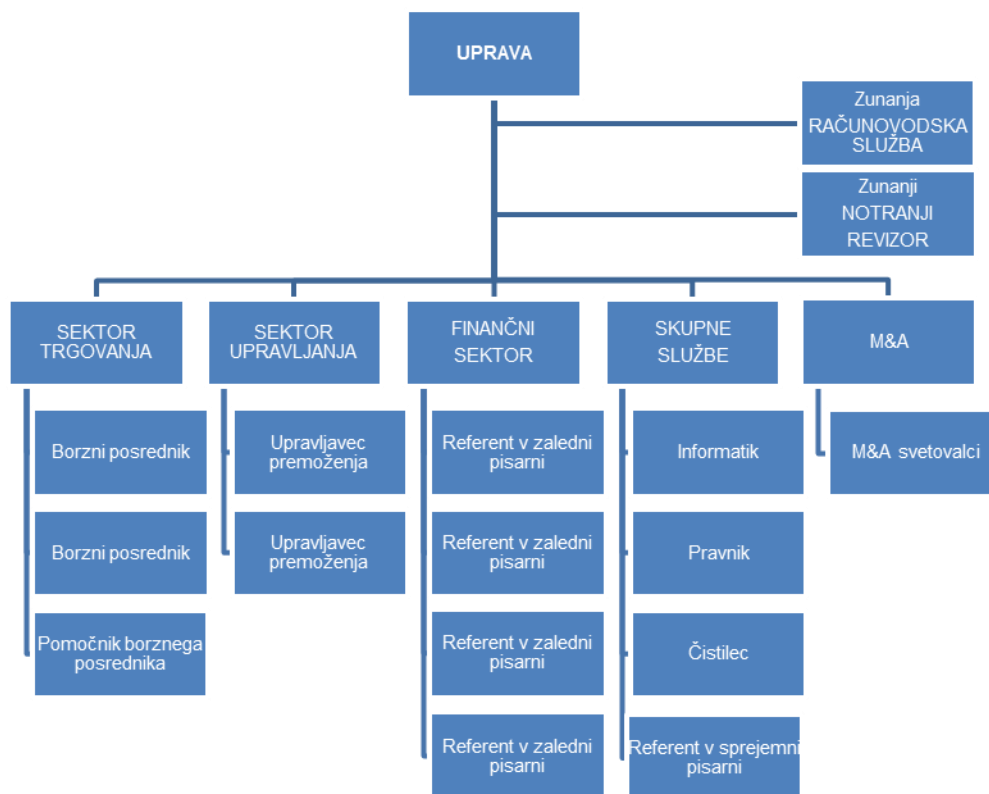 UPRAVA
Zunanja
RAČUNOVODSKA
SLUŽBA
Zunanji
NOTRANJI
REVIZOR
SEKTOR
TRGOVANJA
SEKTOR
UPRAVLJANJA
FINANČNI
SEKTOR
SKUPNE
SLUŽBE
M&A
Borzni posrednik
Borzni posrednik
Pomočnik borznega
posrednika
Upravljavec
premoženja
Upravljavec
premoženja
Referent v zaledni
pisarni
Referent v zaledni
pisarni
Referent v zaledni
pisarni
Referent v zaledni
pisarni
Informatik
Pravnik
Čistilec
Referent v sprejemni
pisarni
M&A svetovalci